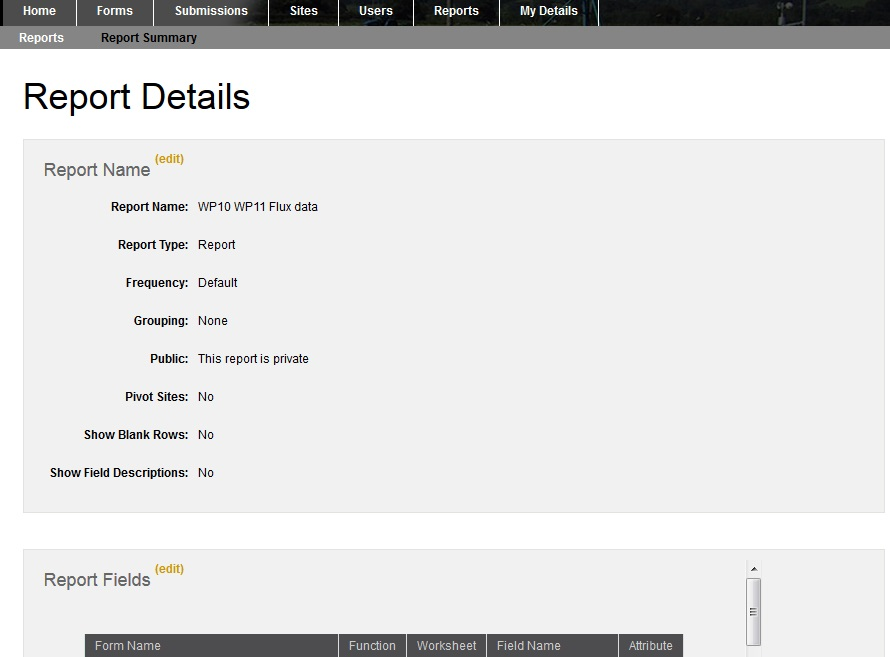 Home Forms Submissions Sites Users Reports My Details
Reports Report Summary
Report Details
Report Name (edit)
Report Name: WP10 WP11 Flux data
Report Type: Report
Frequency: Default
Grouping: None
Public: This report is private
Pivot Sites: No
Show Blank Rows: No
Show Field Descriptions: No
Report Fields (edit)
Form Name Function Worksheet Field Name Attribute